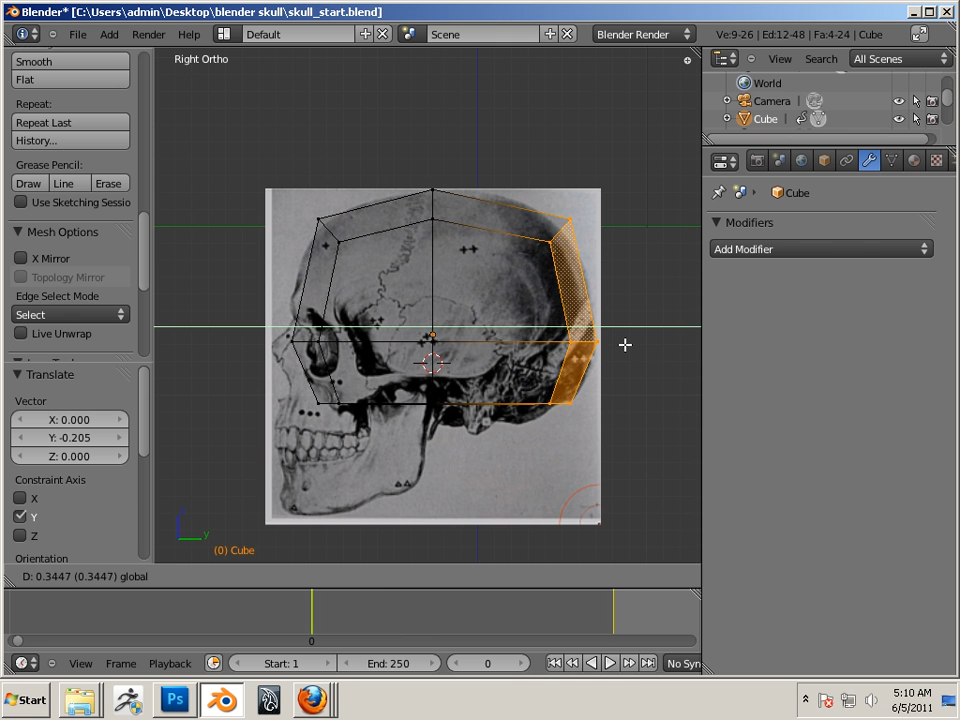 Blender* [C:\Users\admin\Desktop\blender skull\skull_start.blend]
File Add Render Help Default Scene Blender Render Ve:9-26 | Ed:12-48 | Fa:4-24 | Cube
Smooth
Flat
Repeat:
Repeat Last
History...
Grease Pencil:
Draw Line Erase
Use Sketching Sessio
Mesh Options
X Mirror
Topology Mirror
Edge Select Mode
Select
Live Unwrap
Translate
Vector
X: 0.000
Y: -0.205
Z: 0.000
Constraint Axis
X
Y
Z
Orientation
Right Ortho
y
(0) Cube
D: 0.3447 (0.3447) global
View Search All Scenes
World
Camera
Cube
Cube
Modifiers
Add Modifier
0
View Frame Playback Start: 1 End: 250 0 No Syn
Start Ps 5:10 AM
6/5/2011